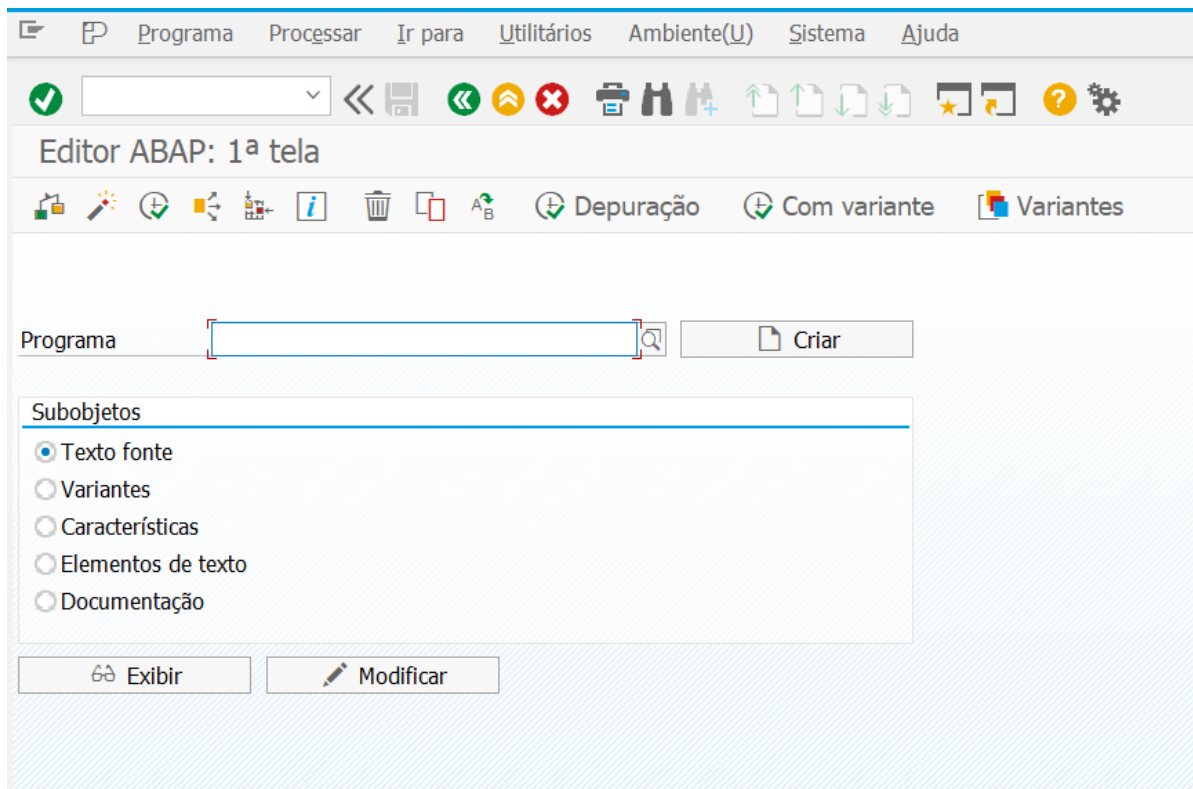 Programa Processar Ir para Utilitários Ambiente(U) Sistema Ajuda
Editor ABAP: 1ª tela
Depuração Com variante Variantes
Programa Criar
Subobjetos
Texto fonte
Variantes
Características
Elementos de texto
Documentação
Exibir Modificar